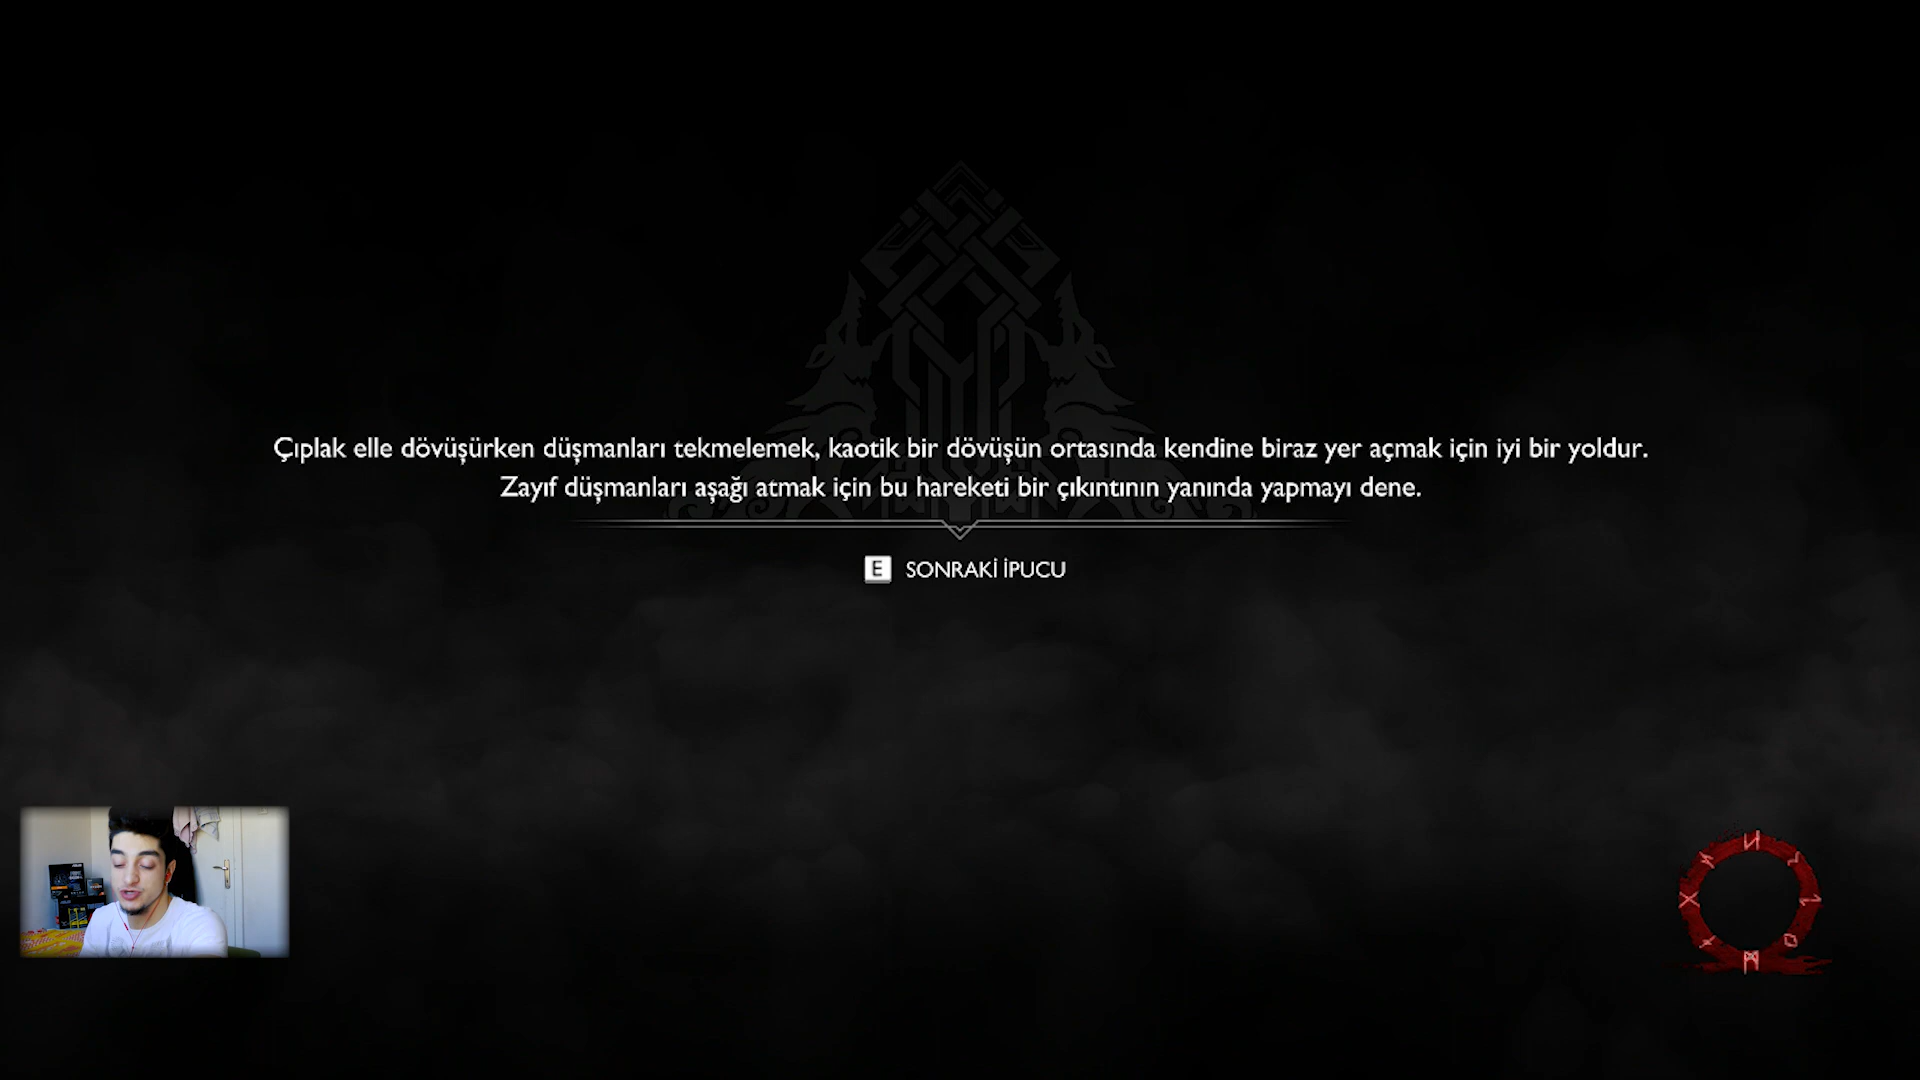 Çıplak elle dövüşürken düşmanları tekmelemek, kaotik bir dövüşün ortasında kendine biraz yer açmak için iyi bir yoldur.
Zayıf düşmanları aşağı atmak için bu hareketi bir çıkıntının yanında yapmayı dene.
E SONRAKİ İPUCU